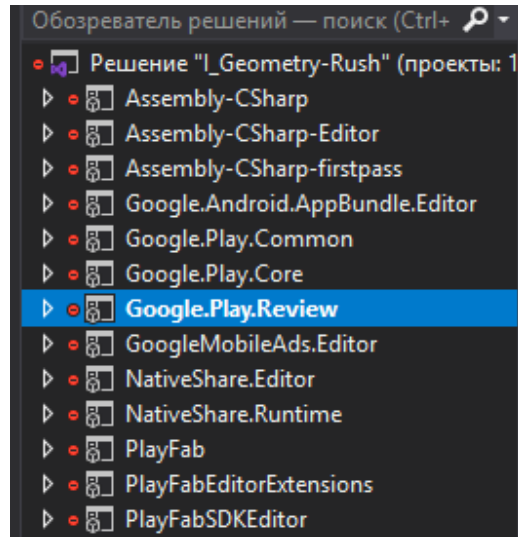 Обозреватель решений — поиск (Ctrl+
Решение "I_Geometry-Rush" (проекты: 1
Assembly-CSharp
Assembly-CSharp-Editor
Assembly-CSharp-firstpass
Google.Android.AppBundle.Editor
Google.Play.Common
Google.Play.Core
Google.Play.Review
GoogleMobileAds.Editor
NativeShare.Editor
NativeShare.Runtime
PlayFab
PlayFabEditorExtensions
PlayFabSDKEditor